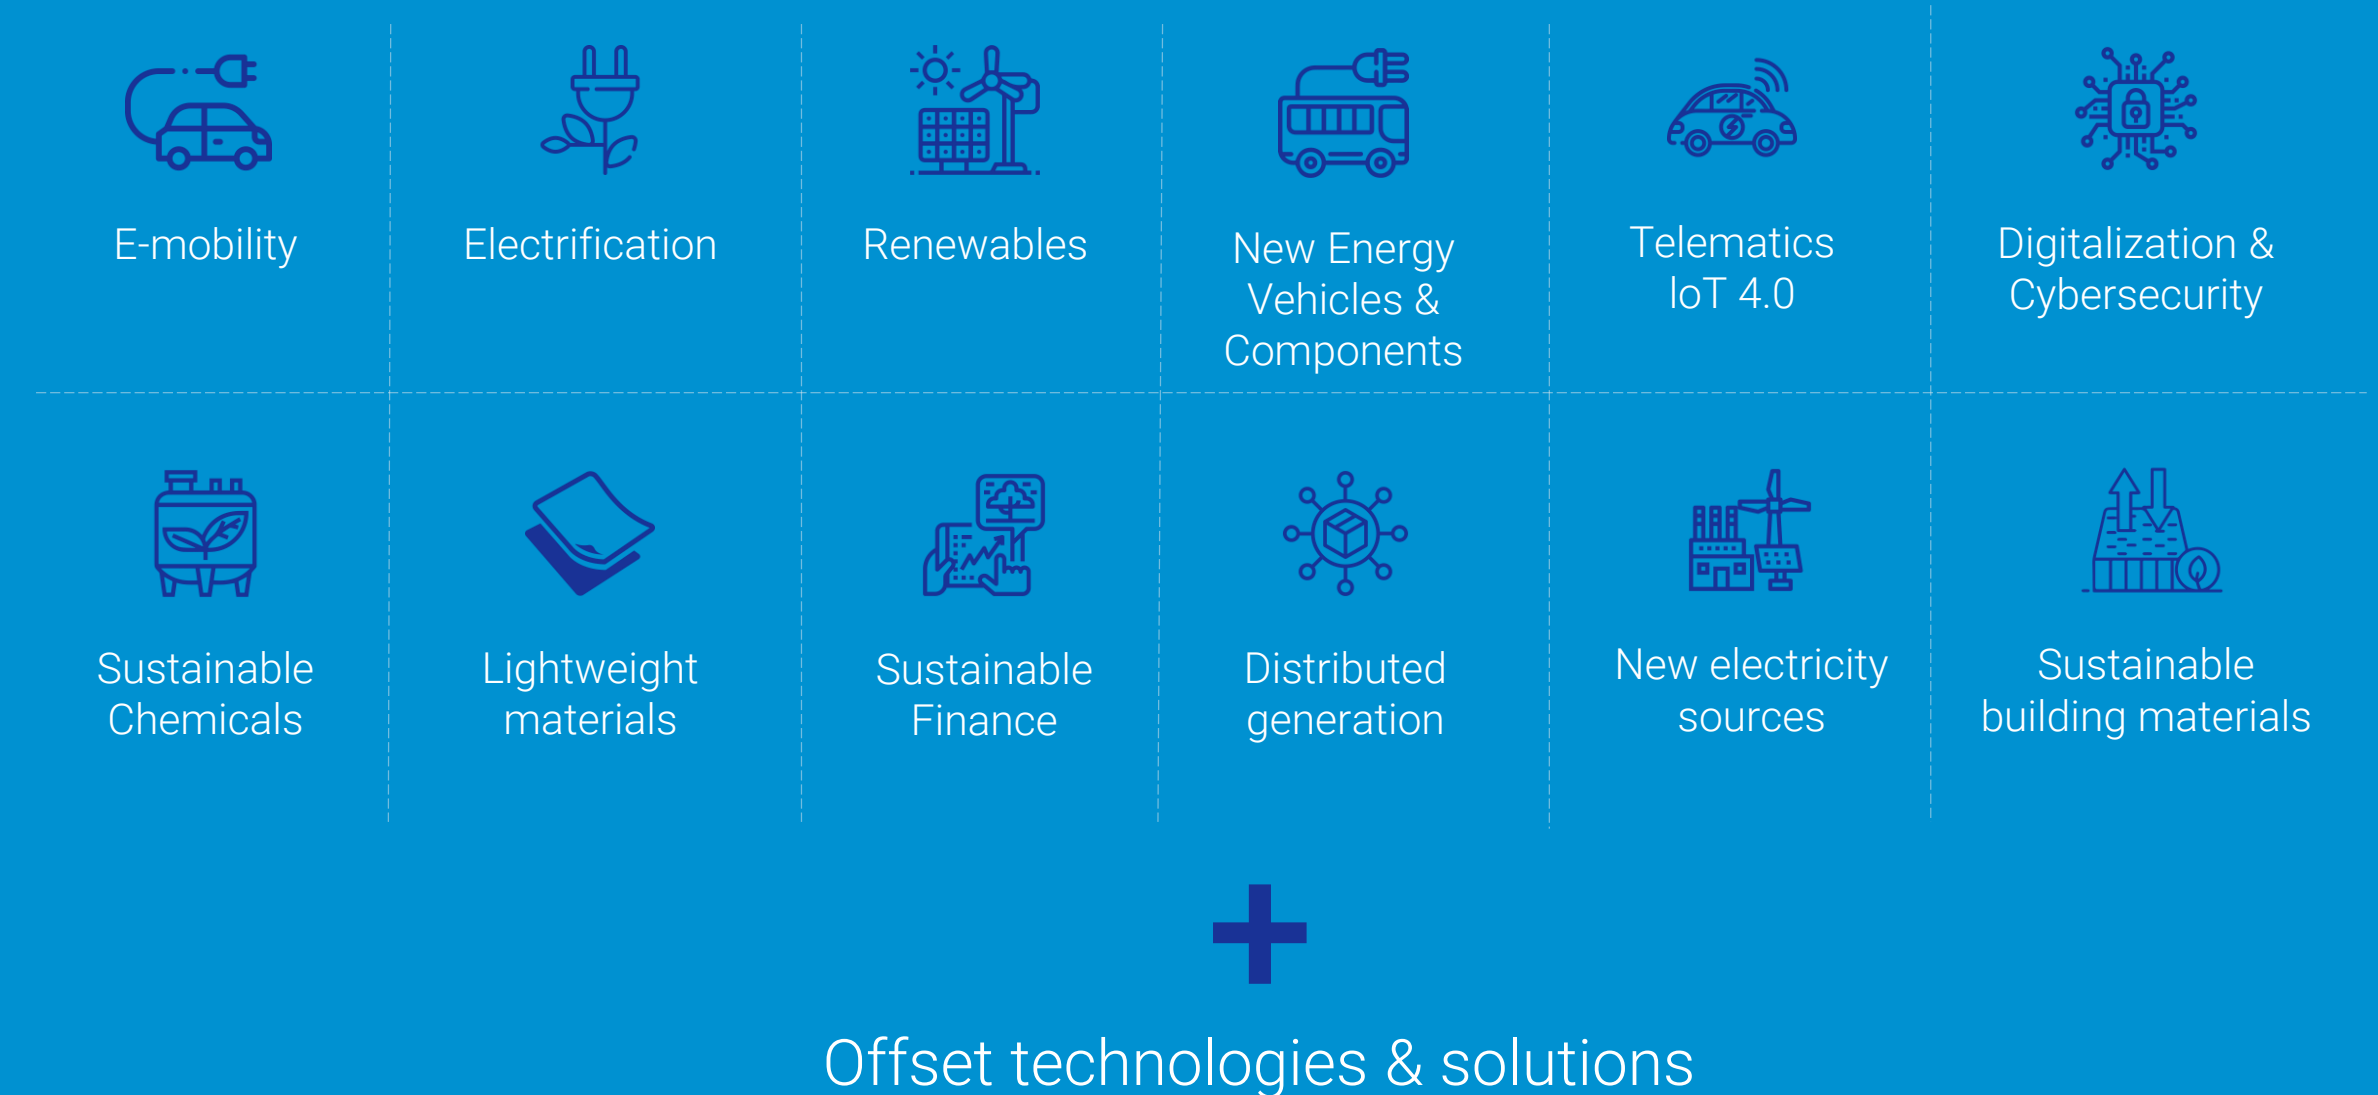 E-mobility
Electrification
Renewables
New Energy
Vehicles &
Components
Telematics
IoT 4.0
Digitalization &
Cybersecurity
Sustainable
Chemicals
Lightweight
materials
Sustainable
Finance
Distributed
generation
New electricity
sources
Sustainable
building materials
Offset technologies & solutions